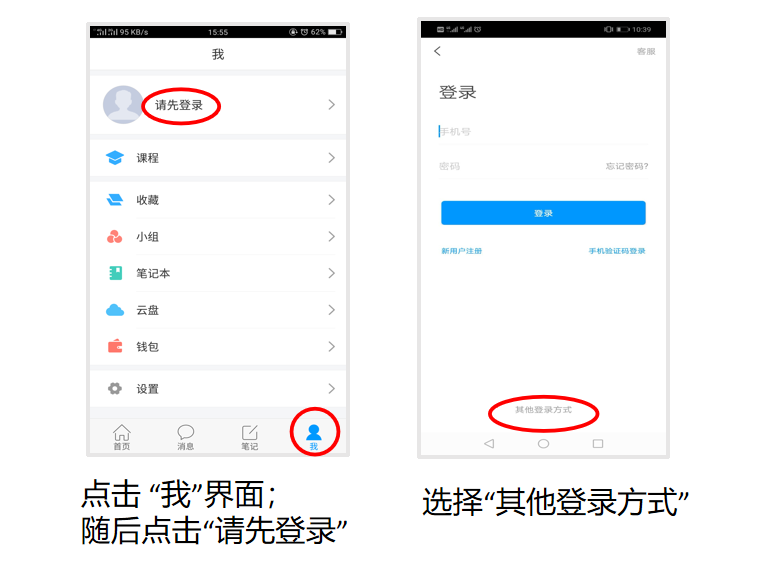 95 KB/s 15:55 62%
我
请先登录
课程
收藏
小组
笔记本
云盘
钱包
设置
首页 消息 笔记 我
点击 “我”界面；
随后点击“请先登录”
10:39
客服
登录
手机号
密码 忘记密码?
登录
新用户注册 手机验证码登录
其他登录方式
选择“其他登录方式”